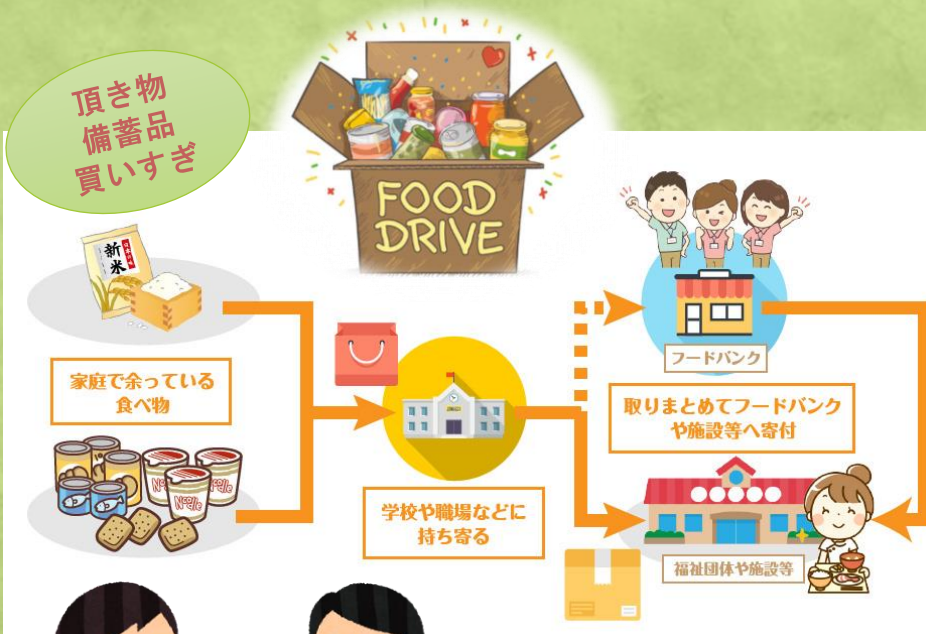 頂き物
備蓄品
買いすぎ
FOOD
DRIVE
新米
家庭で余っている
食べ物
Noodle
Noodle
Noodle
学校や職場などに
持ち寄る
フードバンク
取りまとめてフードバンク
や施設等へ寄付
福祉団体や施設等